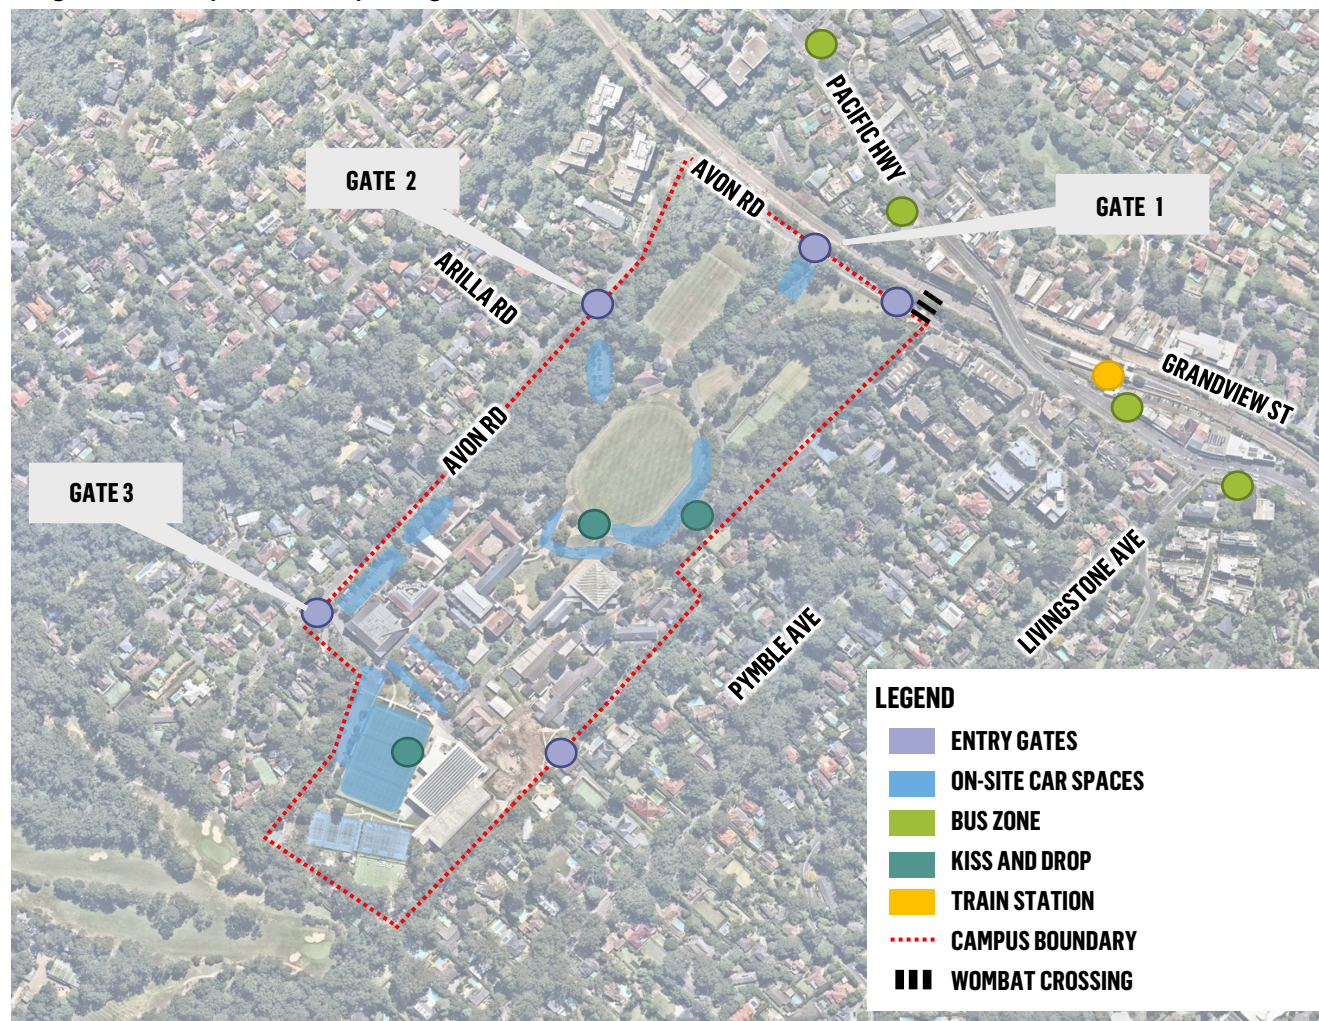 PACIFIC HWY
GATE 2
AVON RD
GATE 1
ARILLA RD
GRANDVIEW ST
AVON RD
GATE 3
LIVINGSTONE AVE
PYMBLE AVE
LEGEND
ENTRY GATES
ON-SITE CAR SPACES
BUS ZONE
KISS AND DROP
TRAIN STATION
CAMPUS BOUNDARY
WOMBAT CROSSING